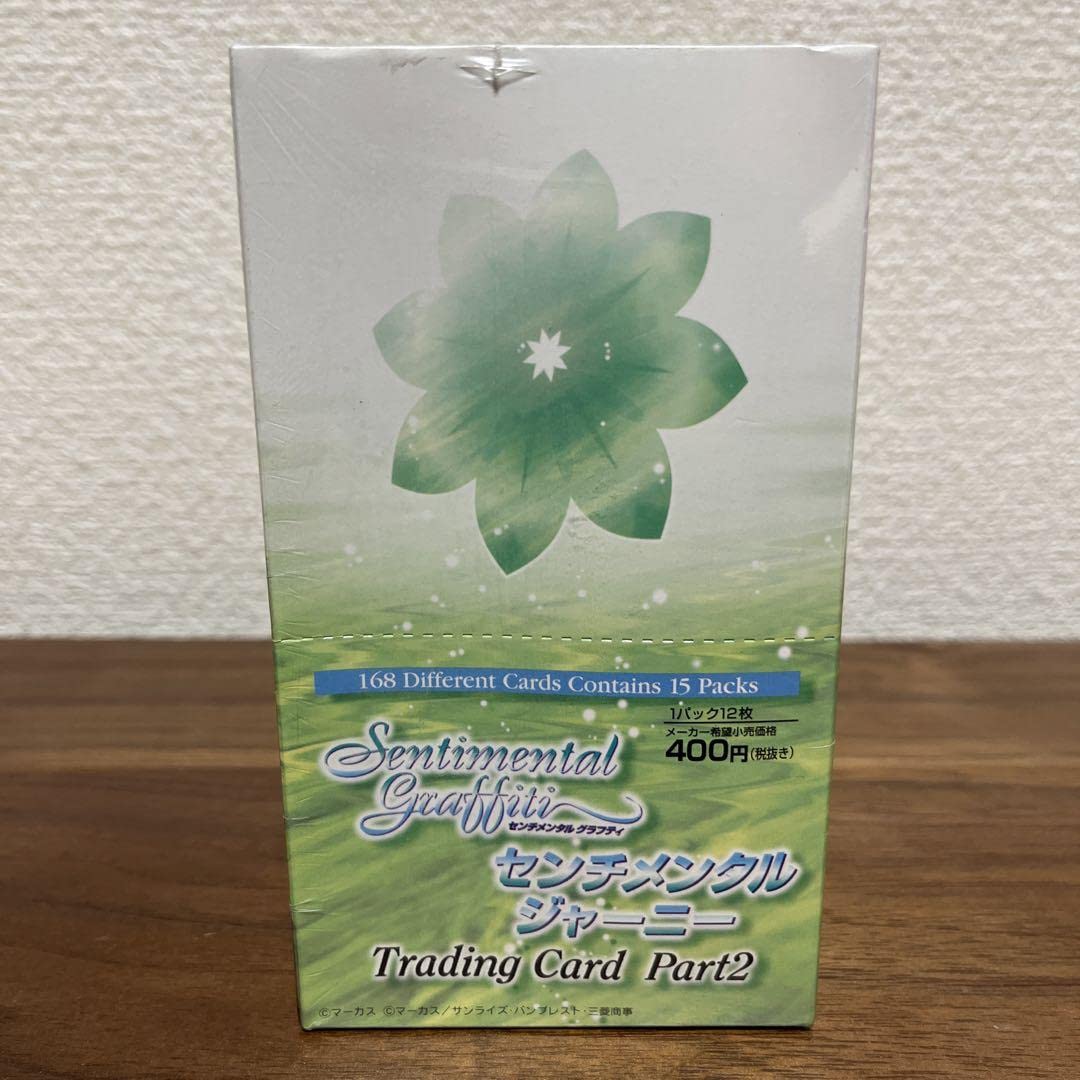 168 Different Cards Contains 15 Packs
1パック12枚
メーカー希望小売価格
400円(税抜き)
Sentimental
Graffiti
センチメンタル グラフティ
センチメンタル
ジャーニー
Trading Card Part2
©マーカス ©マーカス/サンライズ・バンプレスト・三菱商事